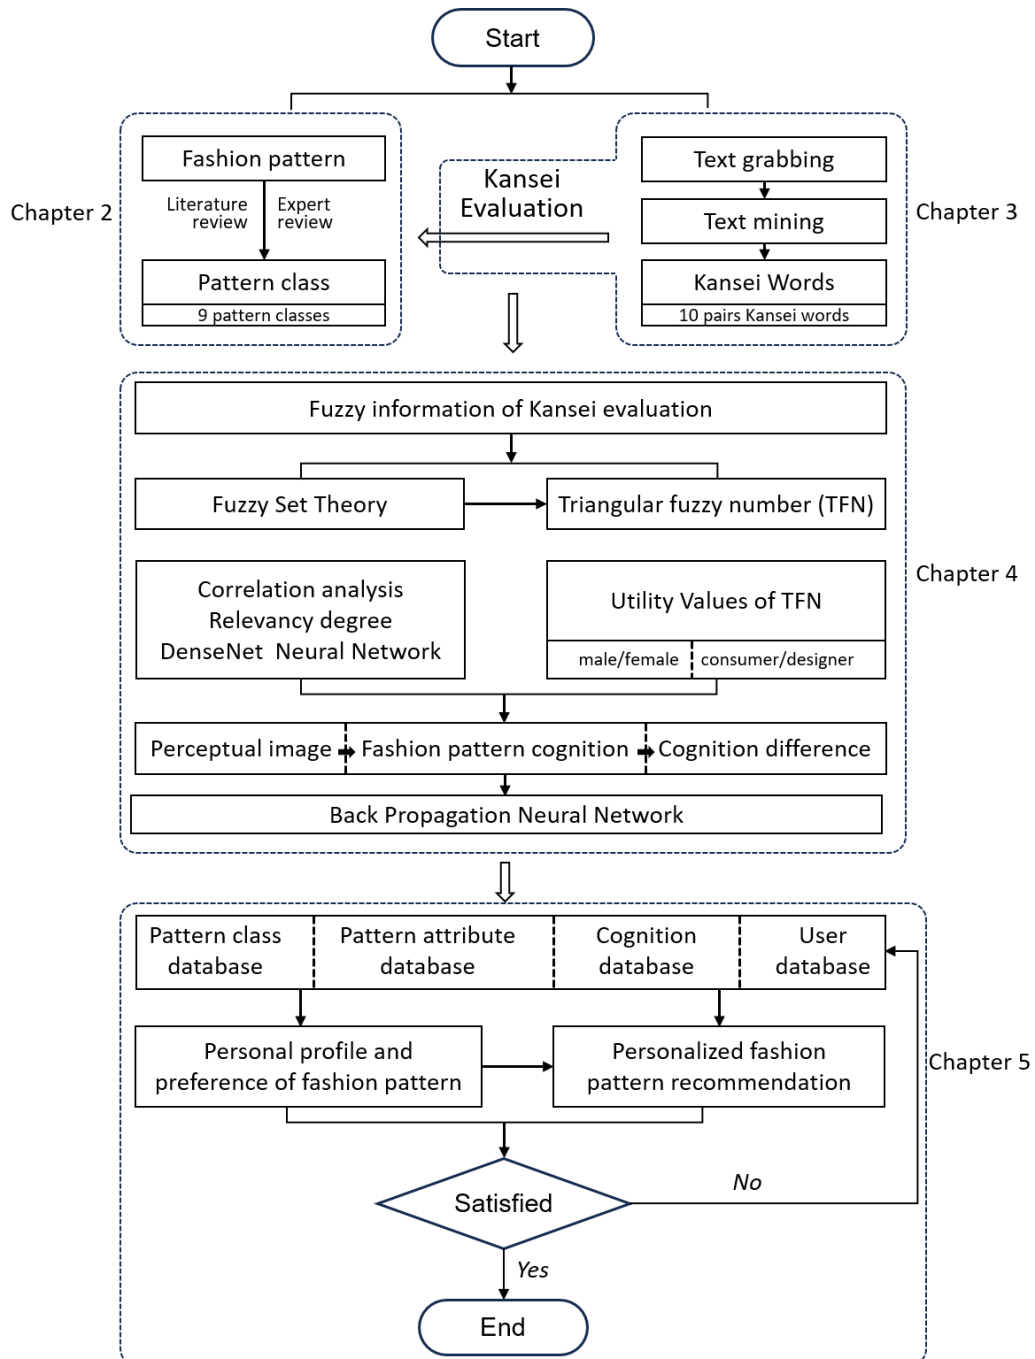 Start
Chapter 2
Fashion pattern
Literature
review
Expert
review
Pattern class
9 pattern classes
Kansei
Evaluation
Text grabbing
Text mining
Kansei Words
10 pairs Kansei words
Chapter 3
Fuzzy information of Kansei evaluation
Fuzzy Set Theory
Triangular fuzzy number (TFN)
Correlation analysis
Relevancy degree
DenseNet Neural Network
Utility Values of TFN
male/female
consumer/designer
Chapter 4
Perceptual image
Fashion pattern cognition
Cognition difference
Back Propagation Neural Network
Pattern class
database
Pattern attribute
database
Cognition
database
User
database
Personal profile and
preference of fashion pattern
Personalized fashion
pattern recommendation
Chapter 5
Satisfied
No
Yes
End